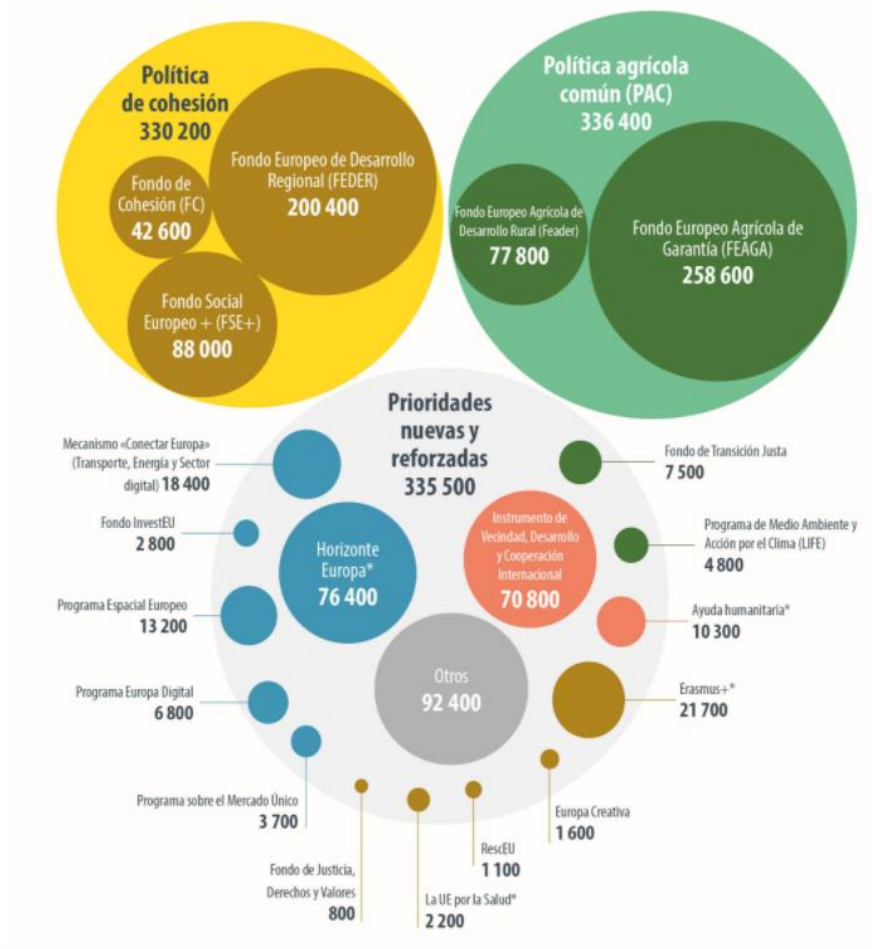 Política
de cohesión
330 200
Fondo Europeo de Desarrollo
Regional (FEDER)
200 400
Fondo de
Cohesión (FC)
42 600
Fondo Social
Europeo + (FSE+)
88 000
Política agrícola
común (PAC)
336 400
Fondo Europeo Agrícola de
Desarrollo Rural (Feader)
77 800
Fondo Europeo Agrícola de
Garantía (FEAGA)
258 600
Prioridades
nuevas y
reforzadas
335 500
Mecanismo «Conectar Europa»
(Transporte, Energía y Sector
digital) 18 400
Fondo InvestEU
2 800
Programa Espacial Europeo
13 200
Programa Europa Digital
6 800
Programa sobre el Mercado Único
3 700
Fondo de Justicia,
Derechos y Valores
800
La UE por la Salud*
2 200
RescEU
1 100
Europa Creativa
1 600
Erasmus+*
21 700
Ayuda humanitaria*
10 300
Programa de Medio Ambiente y
Acción por el Clima (LIFE)
4 800
Fondo de Transición Justa
7 500
Horizonte
Europa*
76 400
Instrumento de
Vecindad, Desarrollo
y Cooperación
Internacional
70 800
Otros
92 400